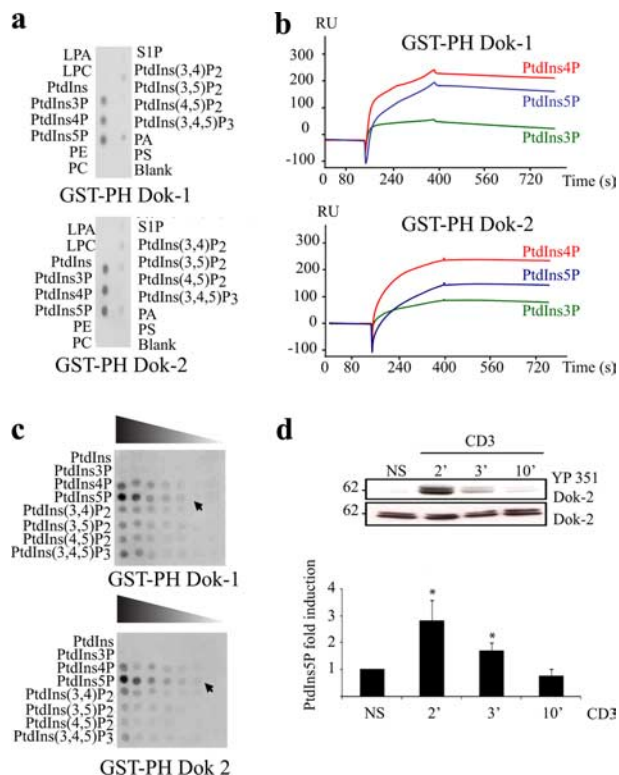 a
LPA
LPC
PtdIns
PtdIns3P
PtdIns4P
PtdIns5P
PE
PC
S1P
PtdIns(3,4)P2
PtdIns(3,5)P2
PtdIns(4,5)P2
PtdIns(3,4,5)P3
PA
PS
Blank
GST-PH Dok-1
LPA
LPC
PtdIns
PtdIns3P
PtdIns4P
PtdIns5P
PE
PC
S1P
PtdIns(3,4)P2
PtdIns(3,5)P2
PtdIns(4,5)P2
PtdIns(3,4,5)P3
PA
PS
Blank
GST-PH Dok-2
b
RU
GST-PH Dok-1
300
200
100
0
-100
PtdIns4P
PtdIns5P
PtdIns3P
0 80 240 400 560 720 Time (s)
RU
GST-PH Dok-2
300
200
100
0
-100
PtdIns4P
PtdIns5P
PtdIns3P
0 80 240 400 560 720 Time (s)
c
PtdIns
PtdIns3P
PtdIns4P
PtdIns5P
PtdIns(3,4)P2
PtdIns(3,5)P2
PtdIns(4,5)P2
PtdIns(3,4,5)P3
GST-PH Dok-1
PtdIns
PtdIns3P
PtdIns4P
PtdIns5P
PtdIns(3,4)P2
PtdIns(3,5)P2
PtdIns(4,5)P2
PtdIns(3,4,5)P3
GST-PH Dok 2
d
CD3
NS 2' 3' 10'
62
YP 351
Dok-2
62
Dok-2
PtdIns5P fold induction
4
3
2
1
* *
NS 2' 3' 10' CD3